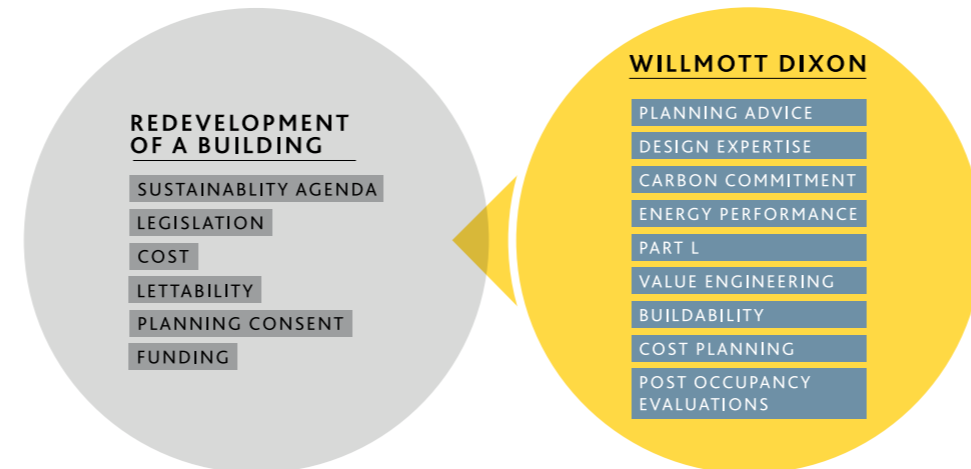 REDEVELOPMENT
OF A BUILDING
SUSTAINABLITY AGENDA
LEGISLATION
COST
LETTABILITY
PLANNING CONSENT
FUNDING
WILLMOTT DIXON
PLANNING ADVICE
DESIGN EXPERTISE
CARBON COMMITMENT
ENERGY PERFORMANCE
PART L
VALUE ENGINEERING
BUILDABILITY
COST PLANNING
POST OCCUPANCY
EVALUATIONS